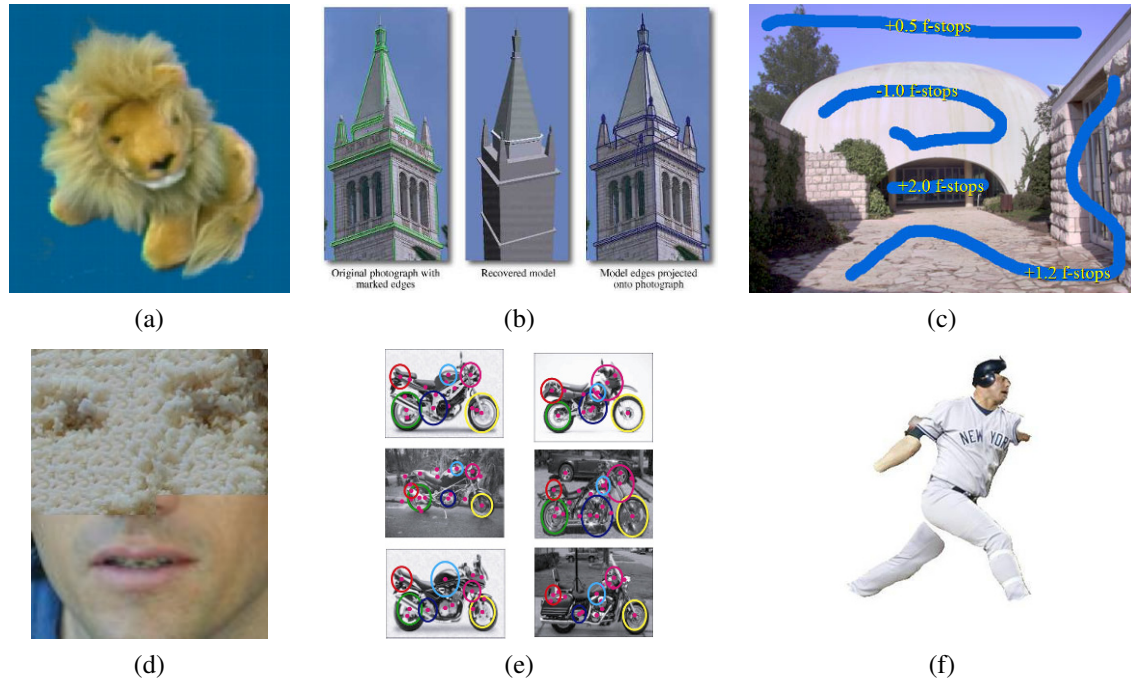 +0.5 f-stops
-1.0 f-stops
+2.0 f-stops
+1.2 f-stops
Original photograph with
marked edges
Recovered model
Model edges projected
onto photograph
(a)
(b)
(c)
NEW YORK
(d)
(e)
(f)